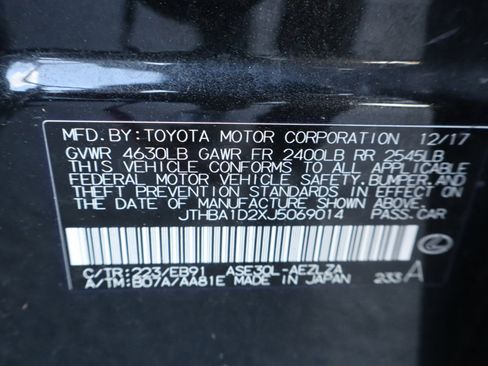 MFD. BY: TOYOTA MOTOR CORPORATION 12/17
GVWR 4630LB GAWR FR 2400LB RR 2545LB
THIS VEHICLE CONFORMS TO ALL APPLICABLE
FEDERAL MOTOR VEHICLE SAFETY, BUMPER, AND
THEFT PREVENTION STANDARDS IN EFFECT ON
THE DATE OF MANUFACTURE SHOWN ABOVE.
JTHBA1D2XJ5069014 PASS. CAR
C/TR: 223/EB91 ASE30L-AEZLZA
A/TM: B07A/AA81E MADE IN JAPAN 233 A